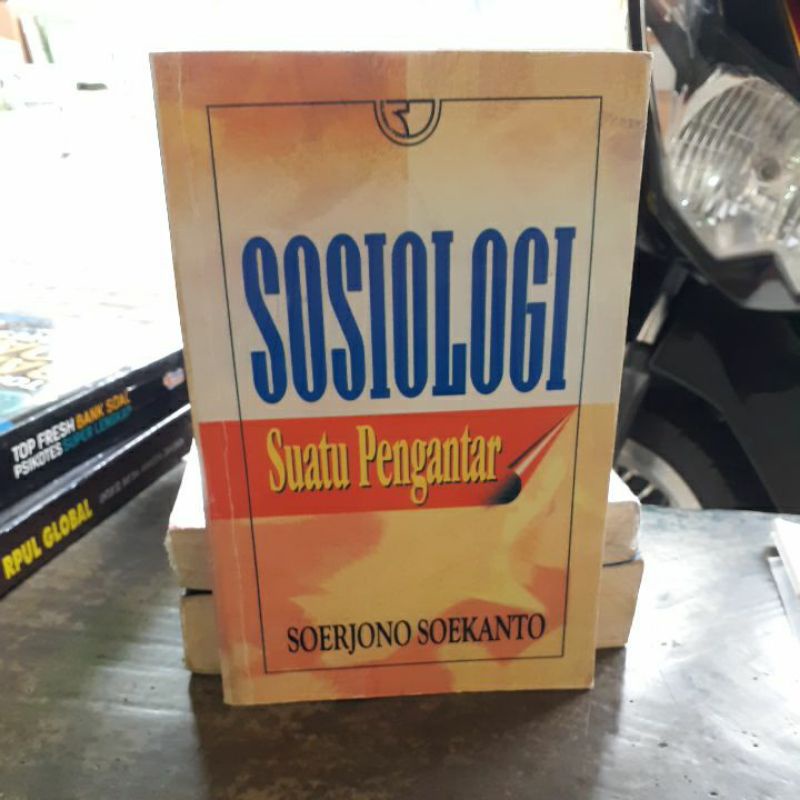 SOSIOLOGI
Suatu Pengantar
SOERJONO SOEKANTO
TOP FRESH BANK SOAL
PSIKOTES SUPER LENGKAP
RPUL GLOBAL